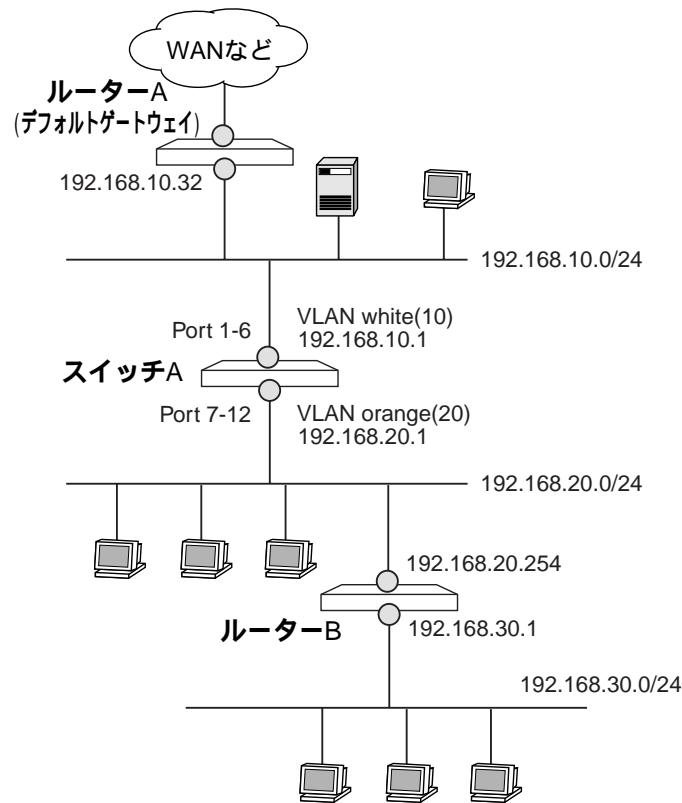 WANなど
ルーターA
(デフォルトゲートウェイ)
192.168.10.32
192.168.10.0/24
Port 1-6
VLAN white(10)
192.168.10.1
スイッチA
Port 7-12
VLAN orange(20)
192.168.20.1
192.168.20.0/24
192.168.20.254
ルーターB
192.168.30.1
192.168.30.0/24